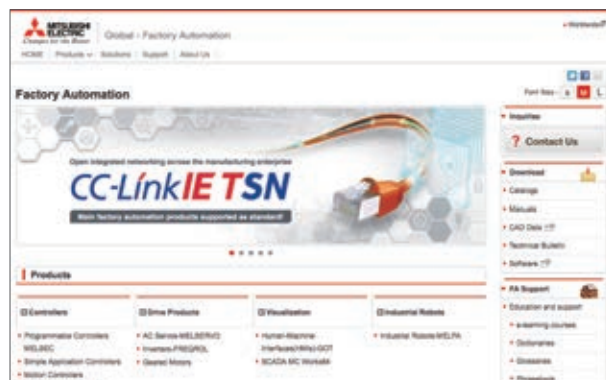 MITSUBISHI
ELECTRIC
Changes for the Better
Global - Factory Automation
Worldwide
HOME Products Solutions Support About Us
Factory Automation
Font Size S M L
Open integrated networking across the manufacturing enterprise
CC-Link IE TSN
Main factory automation products supported as standard!
Inquiries
? Contact Us
Download
Catalogs
Manuals
CAD Data
Technical Bulletin
Software
Products
FA Support
Education and support
e-learning courses
Dictionaries
Glossaries
Controllers
Programmable Controllers
MELSEC
Simple Application Controllers
Motion Controllers
Drive Products
AC Servos-MELSERVO
Inverters-FREQROL
Geared Motors
Visualization
Human-Machine
Interfaces(HMIs)-GOT
SCADA MC Works64
Industrial Robots
Industrial Robots-MELFA